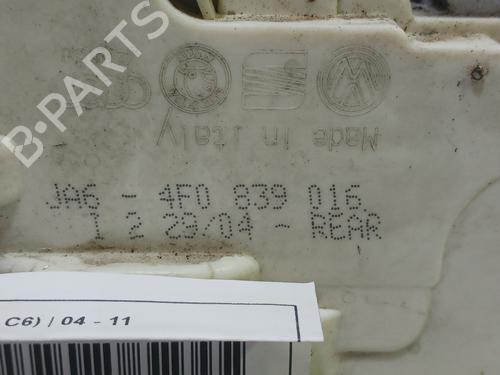 Made in Italy
JA6 - 4F0 839 016
1 2 29/04 - REAR
C6) / 04 - 11
B-PARTS